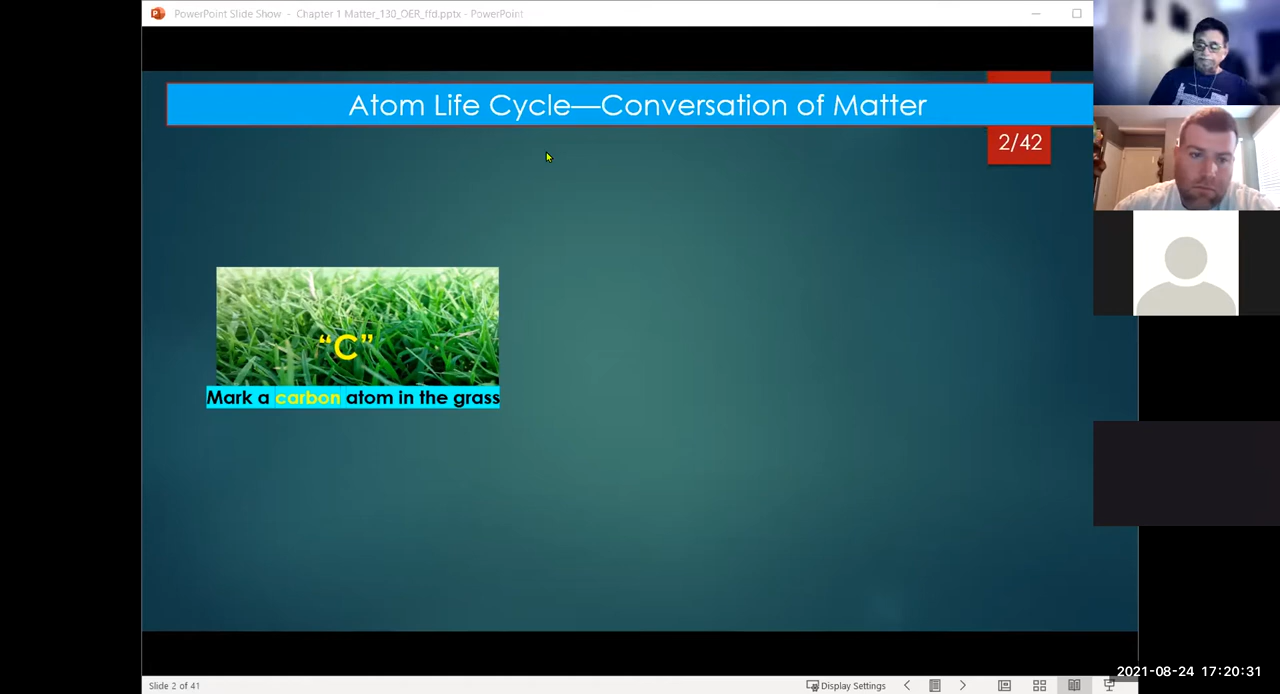 PowerPoint Slide Show - Chapter 1 Matter_130_OER_ffd.pptx - PowerPoint
Atom Life Cycle—Conversation of Matter
2/42
“C”
Mark a carbon atom in the grass
2021-08-24 17:20:31
Slide 2 of 41
Display Settings